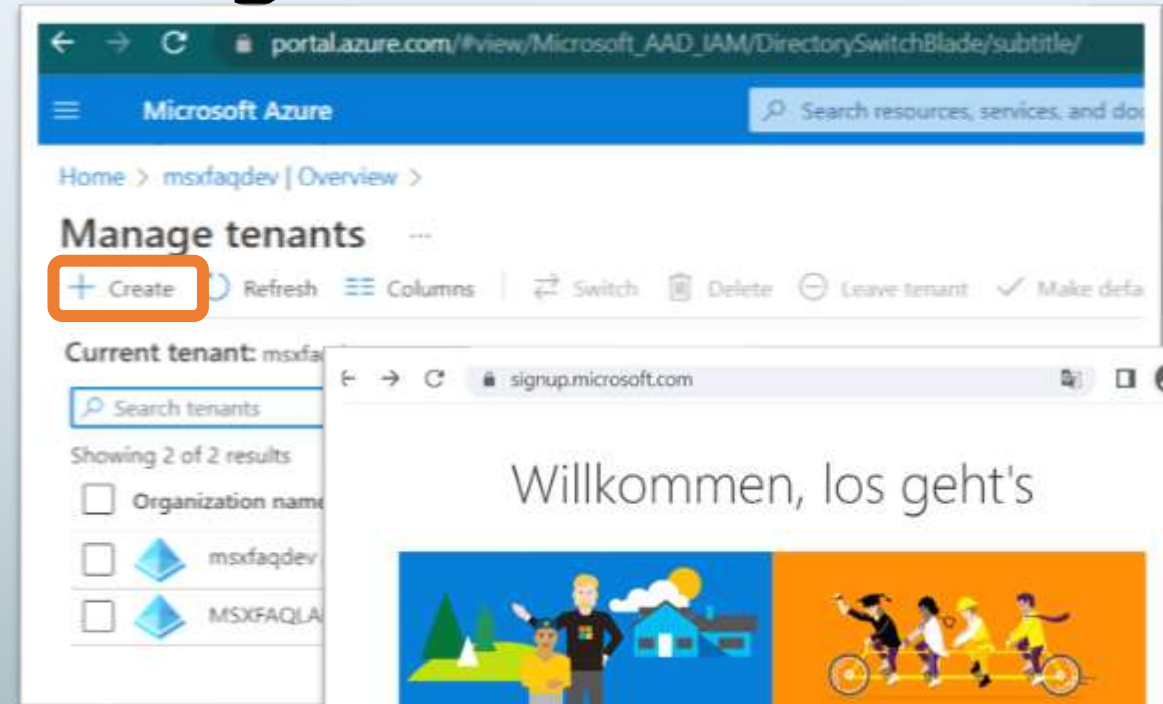 portal.azure.com/#view/Microsoft_AAD_IAM/DirectorySwitchBlade/subtitle/
Microsoft Azure
Search resources, services, and
Home > msxfaqdev | Overview >
Manage tenants ...
+ Create Refresh Columns Switch Delete Leave tenant Make defa
Current tenant: msxfa
Search tenants
Showing 2 of 2 results
Organization name
msxfaqdev
MSXFAQLA
signup.microsoft.com
Willkommen, los geht's